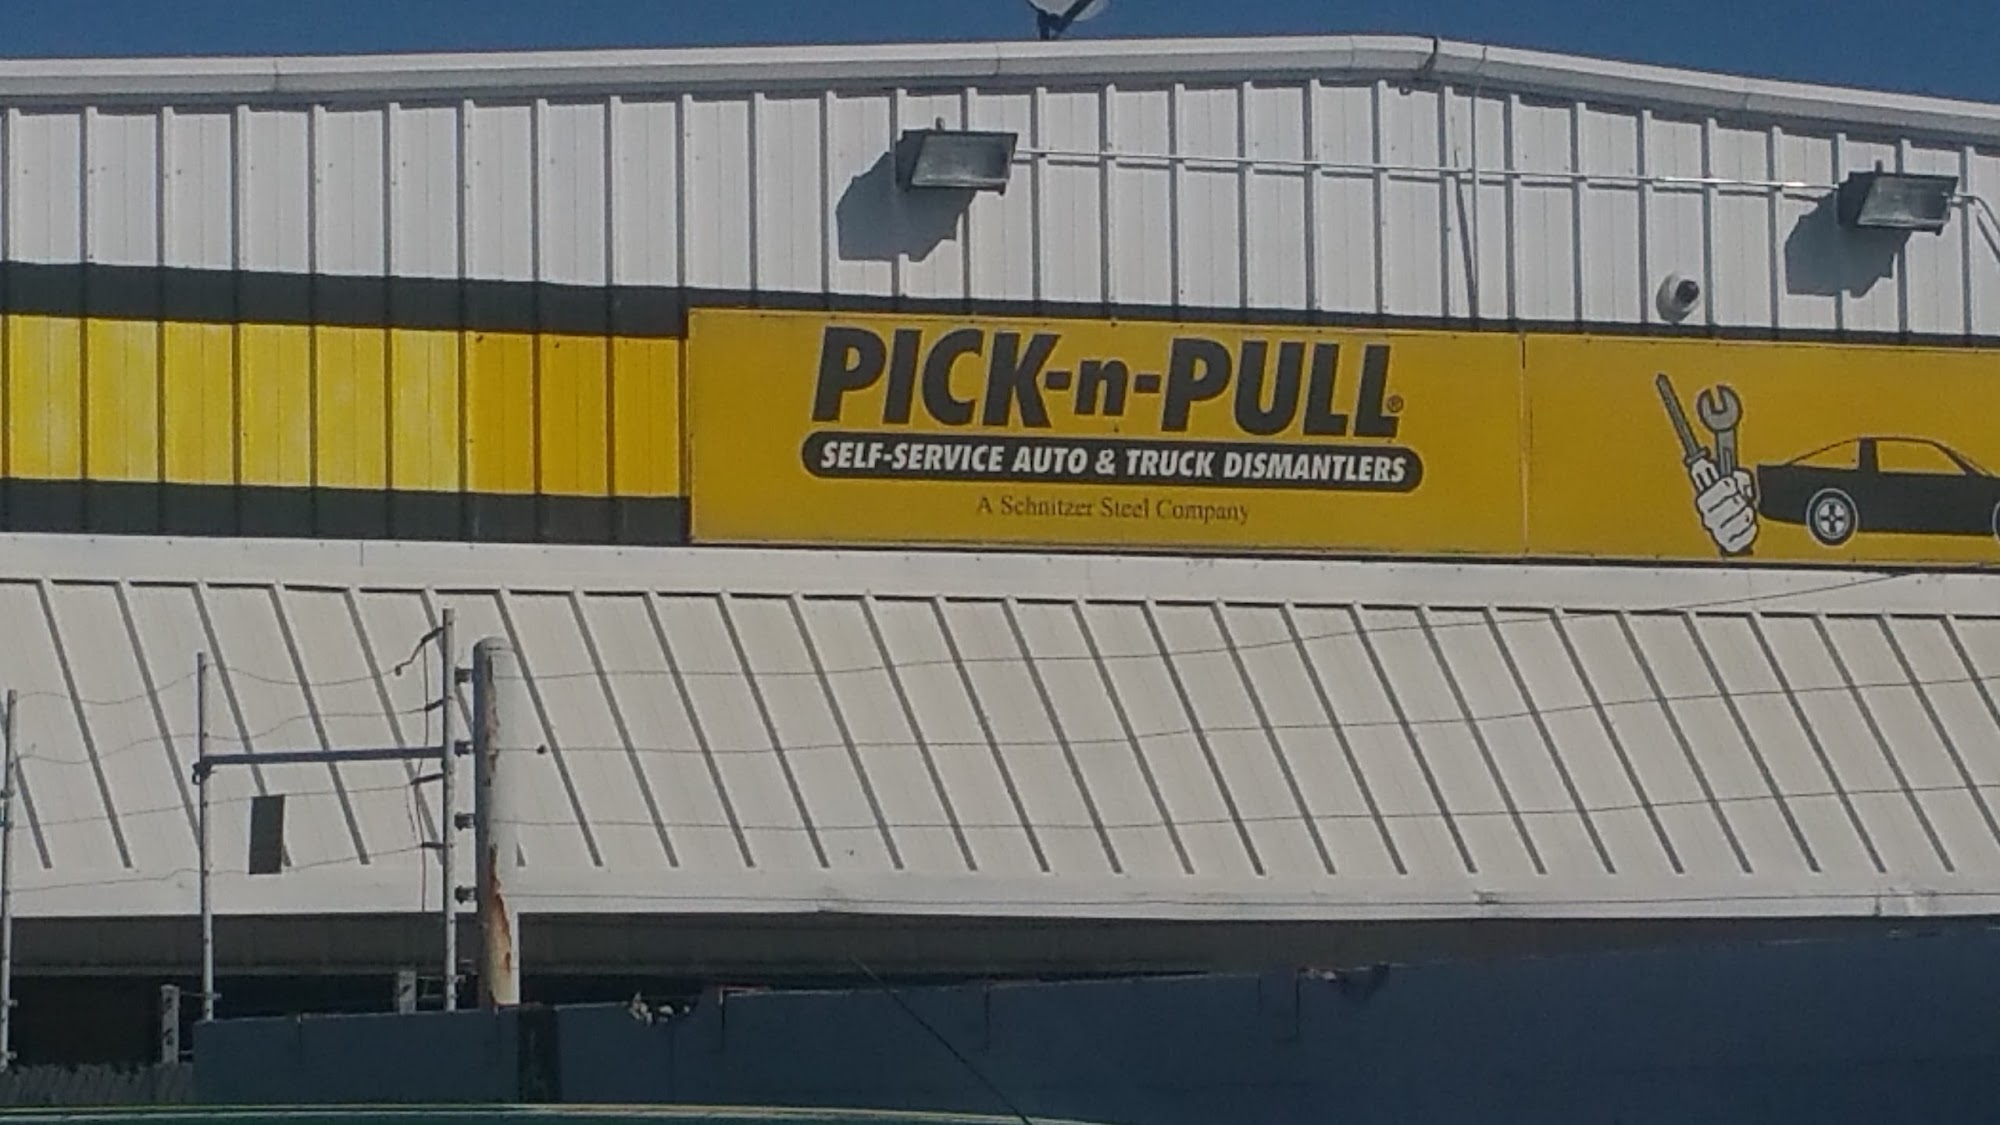 PICK-n-PULL®
SELF-SERVICE AUTO & TRUCK DISMANTLERS
A Schnitzer Steel Company